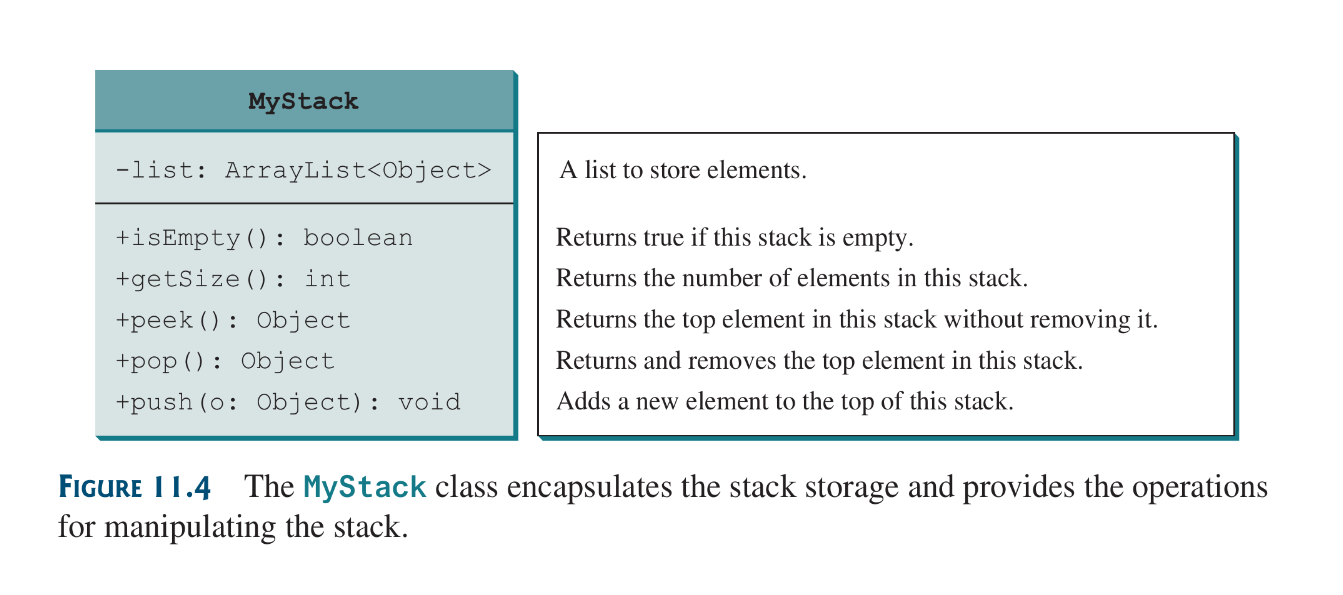 MyStack
-list: ArrayList<Object>
A list to store elements.
+isEmpty(): boolean
Returns true if this stack is empty.
+getSize(): int
Returns the number of elements in this stack.
+peek(): Object
Returns the top element in this stack without removing it.
+pop(): Object
Returns and removes the top element in this stack.
+push(o: Object): void
Adds a new element to the top of this stack.
FIGURE 11.4 The MyStack class encapsulates the stack storage and provides the operations
for manipulating the stack.